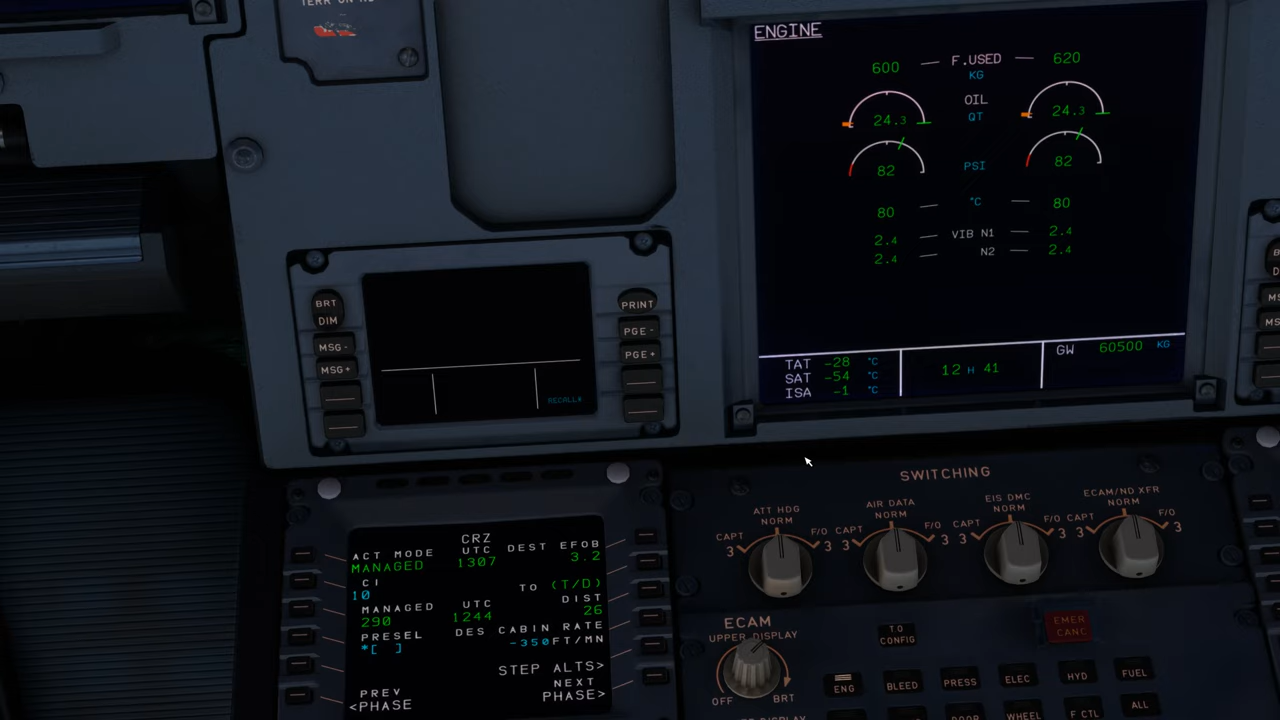 TERR ON ND
ENGINE
600 F.USED 620
KG
OIL
24.3 QT 24.3
82 PSI 82
80 °C 80
2.4 VIB N1 2.4
2.4 N2 2.4
TAT -28 °C
SAT -54 °C
ISA -1 °C
12 H 41
GW 60500 KG
BRT
DIM
MSG-
MSG+
PRINT
PGE-
PGE+
RECALL*
CRZ
ACT MODE UTC DEST EFOB
MANAGED 1307 3.2
CI TO (T/D)
10
MANAGED UTC DIST
290 1244 26
PRESEL DES CABIN RATE
*[ ] -350FT/MN
STEP ALTS>
PREV NEXT
<PHASE PHASE>
SWITCHING
ATT HDG
NORM
CAPT F/O
3 3
AIR DATA
NORM
CAPT F/O
3 3
EIS DMC
NORM
CAPT F/O
3 3
ECAM/ND XFR
NORM
CAPT F/O
3 3
ECAM
UPPER DISPLAY
OFF BRT
T.O
CONFIG
EMER
CANC
ENG BLEED PRESS ELEC HYD FUEL
WHEEL F CTL ALL